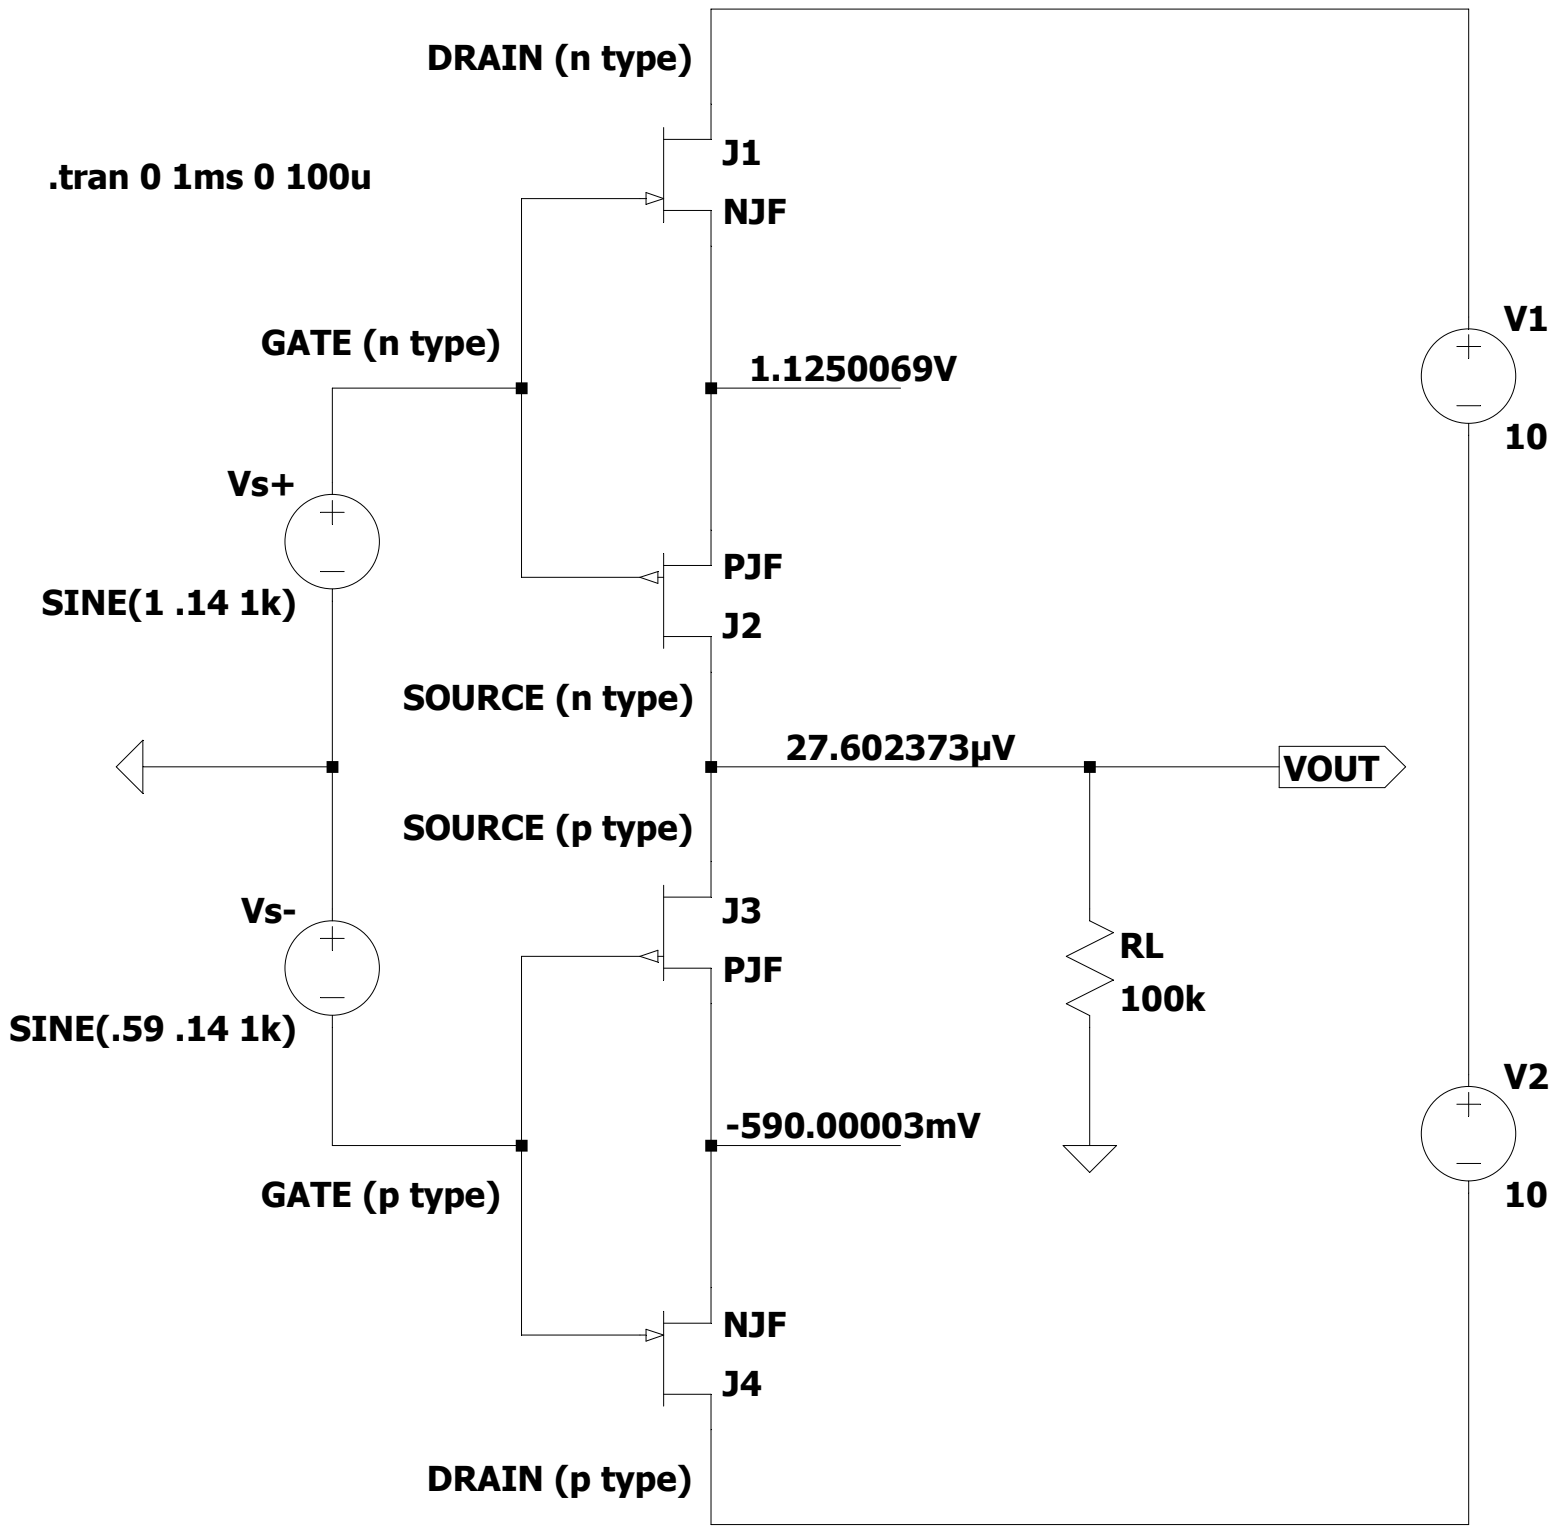 DRAIN (n type)
J1
.tran 0 1ms 0 100u
NJF
V1
GATE (n type)
1.1250069V
10
Vs+
PJF
SINE(1 .14 1k)
J2
SOURCE (n type)
27.602373µV
VOUT
SOURCE (p type)
Vs-
J3
RL
PJF
100k
SINE(.59 .14 1k)
V2
-590.00003mV
GATE (p type)
10
NJF
J4
DRAIN (p type)